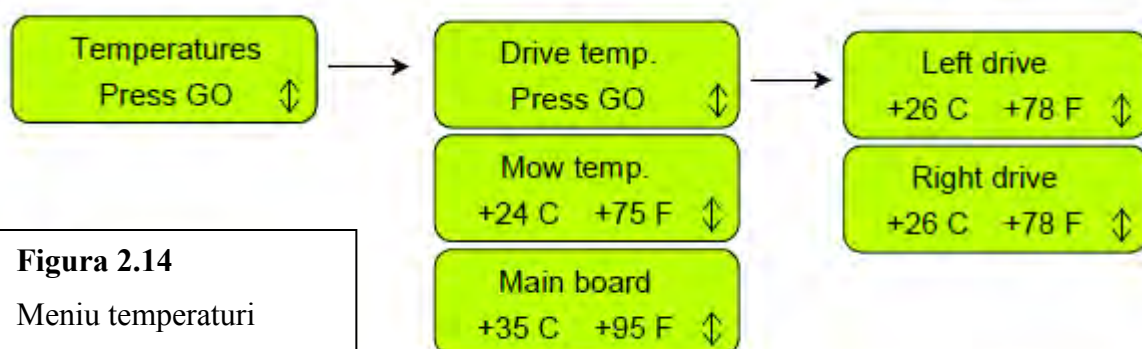 Temperatures
Press GO
Drive temp.
Press GO
Mow temp.
+24 C +75 F
Main board
+35 C +95 F
Left drive
+26 C +78 F
Right drive
+26 C +78 F
Figura 2.14
Meniu temperaturi